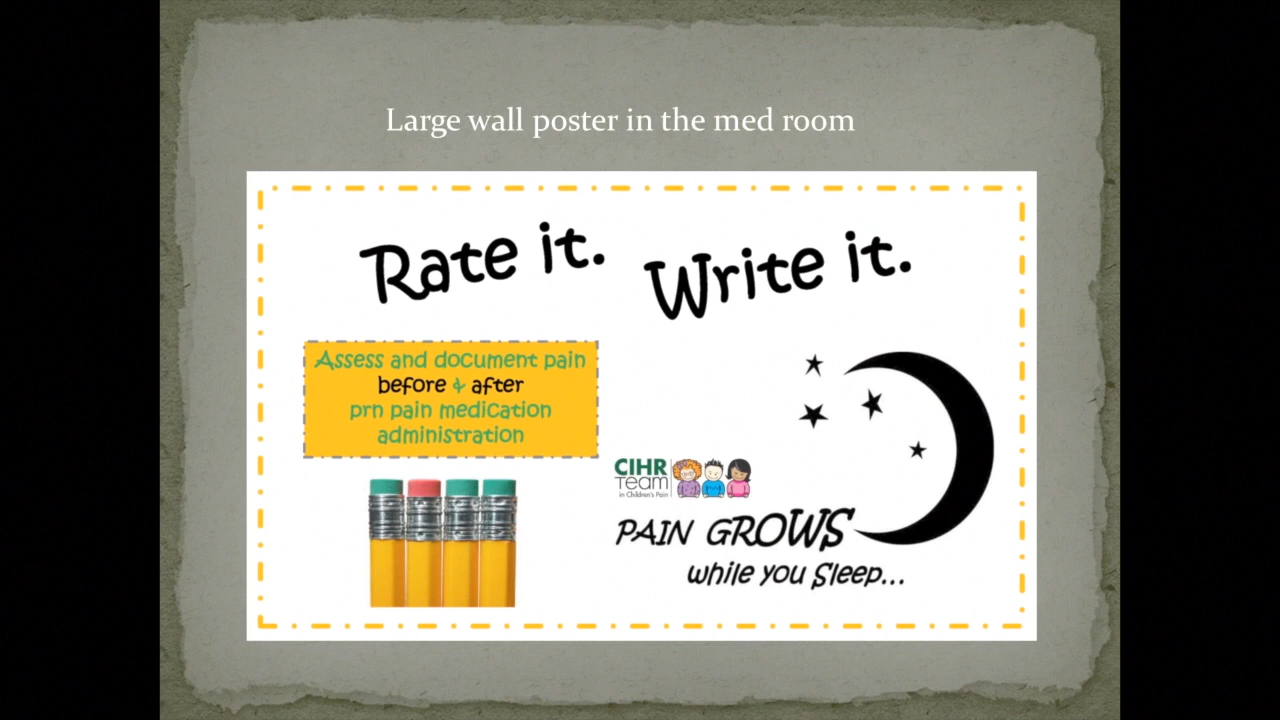 Large wall poster in the med room
Rate it. Write it.
Assess and document pain
before & after
prn pain medication
administration
CIHR
Team
in Children's Pain
PAIN GROWS
while you Sleep...